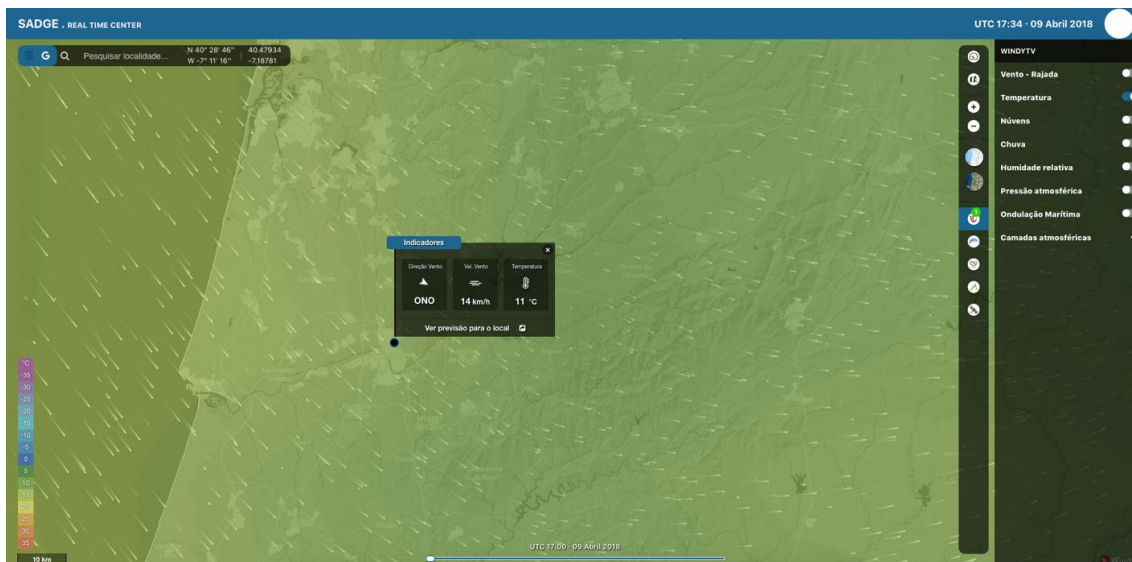 SADGE . REAL TIME CENTER
UTC 17:34 · 09 Abril 2018
G Pesquisar localidade... N 40° 28' 46'' 40.47934
W -7° 11' 16'' -7.18781
WINDYTV
Vento - Rajada
Temperatura
Núvens
Chuva
Humidade relativa
Pressão atmosférica
Ondulação Marítima
Camadas atmosféricas
1
Indicadores
Direção Vento
ONO
Vel. Vento
14 km/h
Temperatura
11 °C
Ver previsão para o local
°C
-35
-30
-25
-20
-15
-10
-5
0
5
10
15
20
25
30
35
10 km
UTC 17:00 · 09 Abril 2018